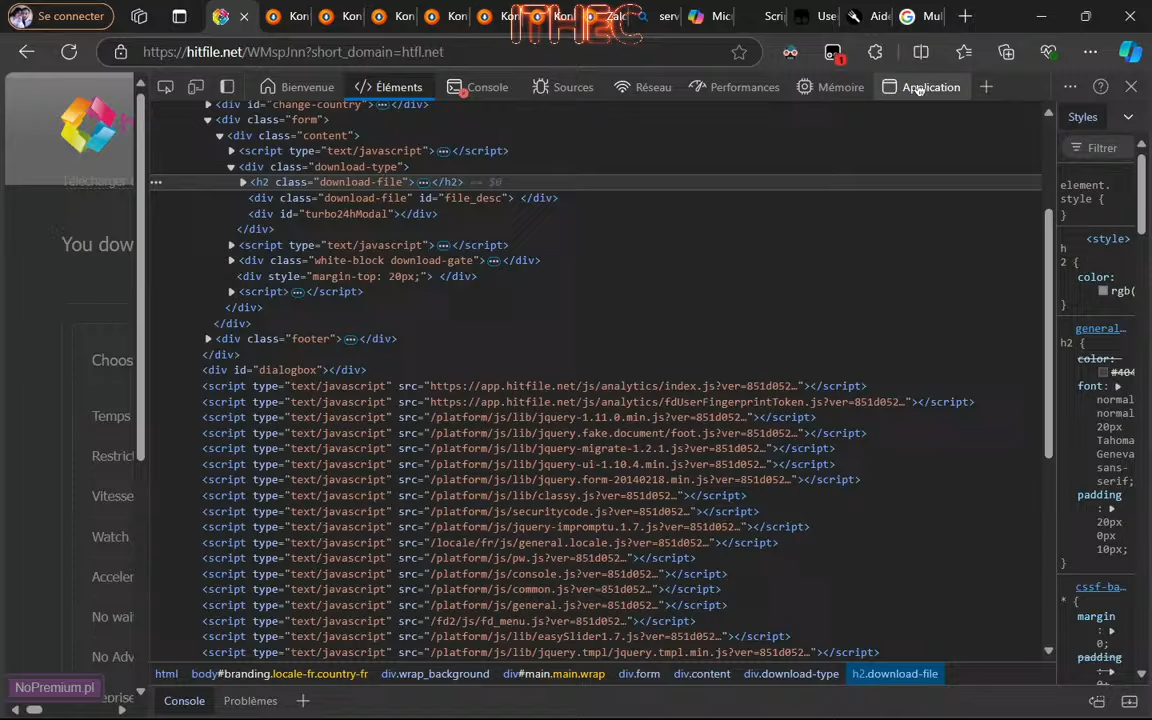 Se connecter
Kon
Kon
Kon
Kon
Kon
Kon
Zalo
serv
Mic
Scri
Use
Aide
Mul
ITHEC
https://hitfile.net/WMspJnn?short_domain=htfl.net
1
Bienvenue
</> Éléments
Console
Sources
Réseau
Performances
Mémoire
Application
<div id="change-country">…</div>
<div class="form">
<div class="content">
<script type="text/javascript">…</script>
<div class="download-type">
<h2 class="download-file">…</h2> == $0
<div class="download-file" id="file_desc"> </div>
<div id="turbo24hModal"></div>
</div>
<script type="text/javascript">…</script>
<div class="white-block download-gate">…</div>
<div style="margin-top: 20px;"> </div>
<script>…</script>
</div>
</div>
<div class="footer">…</div>
</div>
<div id="dialogbox"></div>
<script type="text/javascript" src="https://app.hitfile.net/js/analytics/index.js?ver=851d052…"></script>
<script type="text/javascript" src="https://app.hitfile.net/js/analytics/fdUserFingerprintToken.js?ver=851d052…"></script>
<script type="text/javascript" src="/platform/js/lib/jquery-1.11.0.min.js?ver=851d052…"></script>
<script type="text/javascript" src="/platform/js/lib/jquery.fake.document/foot.js?ver=851d052…"></script>
<script type="text/javascript" src="/platform/js/lib/jquery-migrate-1.2.1.js?ver=851d052…"></script>
<script type="text/javascript" src="/platform/js/lib/jquery-ui-1.10.4.min.js?ver=851d052…"></script>
<script type="text/javascript" src="/platform/js/lib/jquery.form-20140218.min.js?ver=851d052…"></script>
<script type="text/javascript" src="/platform/js/lib/classy.js?ver=851d052…"></script>
<script type="text/javascript" src="/platform/js/securitycode.js?ver=851d052…"></script>
<script type="text/javascript" src="/platform/js/jquery-impromptu.1.7.js?ver=851d052…"></script>
<script type="text/javascript" src="/locale/fr/js/general.locale.js?ver=851d052…"></script>
<script type="text/javascript" src="/platform/js/pw.js?ver=851d052…"></script>
<script type="text/javascript" src="/platform/js/console.js?ver=851d052…"></script>
<script type="text/javascript" src="/platform/js/common.js?ver=851d052…"></script>
<script type="text/javascript" src="/platform/js/general.js?ver=851d052…"></script>
<script type="text/javascript" src="/fd2/js/fd_menu.js?ver=851d052…"></script>
<script type="text/javascript" src="/platform/js/lib/easySlider1.7.js?ver=851d052…"></script>
<script type="text/javascript" src="/platform/js/lib/jquery.tmpl/jquery.tmpl.min.js?ver=851d052…"></script>
Télécharger
You dow
Choos
Temps
Restric
Vitesse
Watch
Acceler
No wai
No Adv
eprise
NoPremium.pl
Styles
Filtrer
element.
style {
}
<style>
h
2 {
color:
rgb(
}
general…
h2 {
color:
#404
font:
normal
normal
20px
Tahoma
Geneva
sans-
serif;
padding
:
20px
0px
10px;
}
cssf-ba…
* {
margin
:
0;
padding
html
body#branding.locale-fr.country-fr
div.wrap_background
div#main.main.wrap
div.form
div.content
div.download-type
h2.download-file
Console
Problèmes